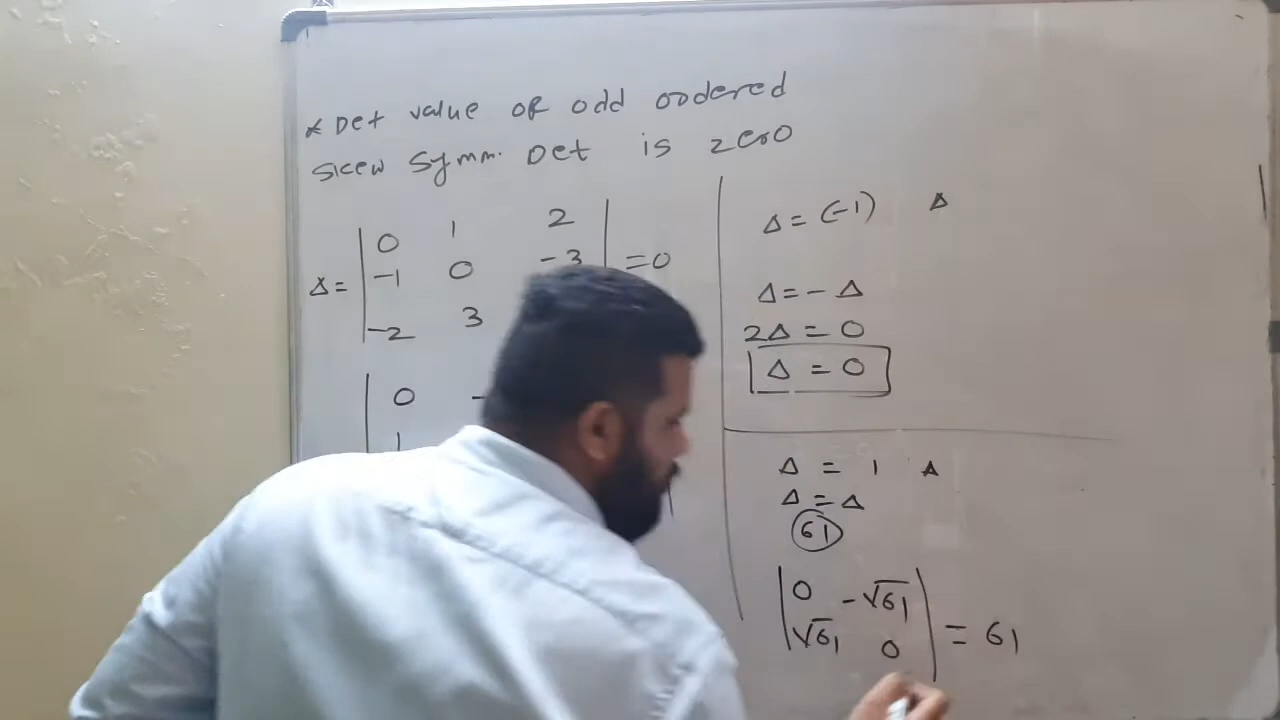 * Det value of odd ordered
skew symm. Det is zero
Δ = | 0 1 2
-1 0 -3
-2 3
| = 0
| 0 -
1
Δ = (-1) Δ
Δ = - Δ
2Δ = 0
Δ = 0
Δ = 1 Δ
Δ = Δ
61
| 0 -√61 |
| √61 0 | = 61